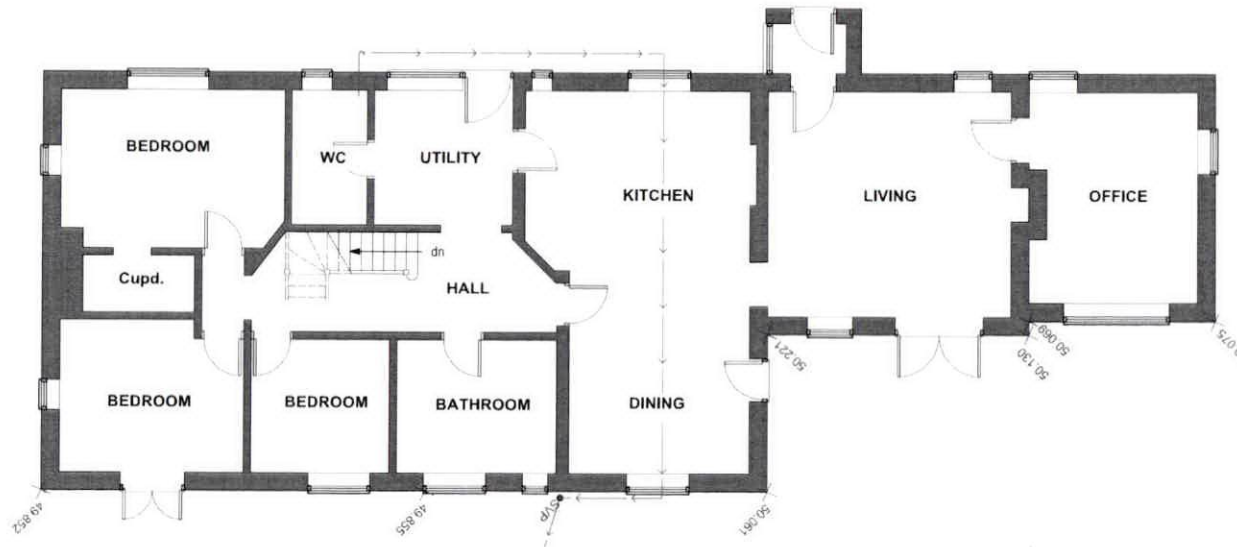 BEDROOM
WC
UTILITY
KITCHEN
LIVING
OFFICE
Cupd.
dn
HALL
BEDROOM
BEDROOM
BATHROOM
DINING
49.852
49.855
SVP
50.061
50.221
50.130
50.069